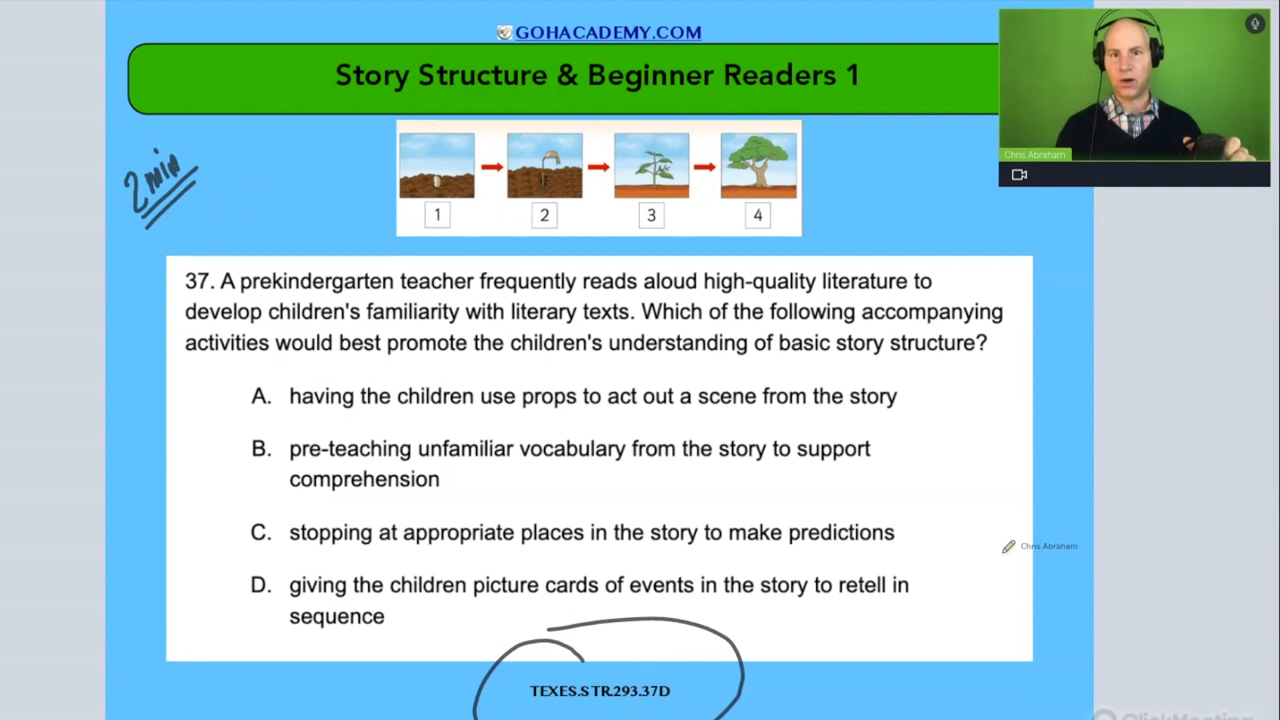 GOHACADEMY.COM
Story Structure & Beginner Readers 1
Chris Abraham
2 min
1 2 3 4
37. A prekindergarten teacher frequently reads aloud high-quality literature to
develop children's familiarity with literary texts. Which of the following accompanying
activities would best promote the children's understanding of basic story structure?
A. having the children use props to act out a scene from the story
B. pre-teaching unfamiliar vocabulary from the story to support
comprehension
C. stopping at appropriate places in the story to make predictions
Chris Abraham
D. giving the children picture cards of events in the story to retell in
sequence
TEXES.STR.293.37D
ClickMeeting